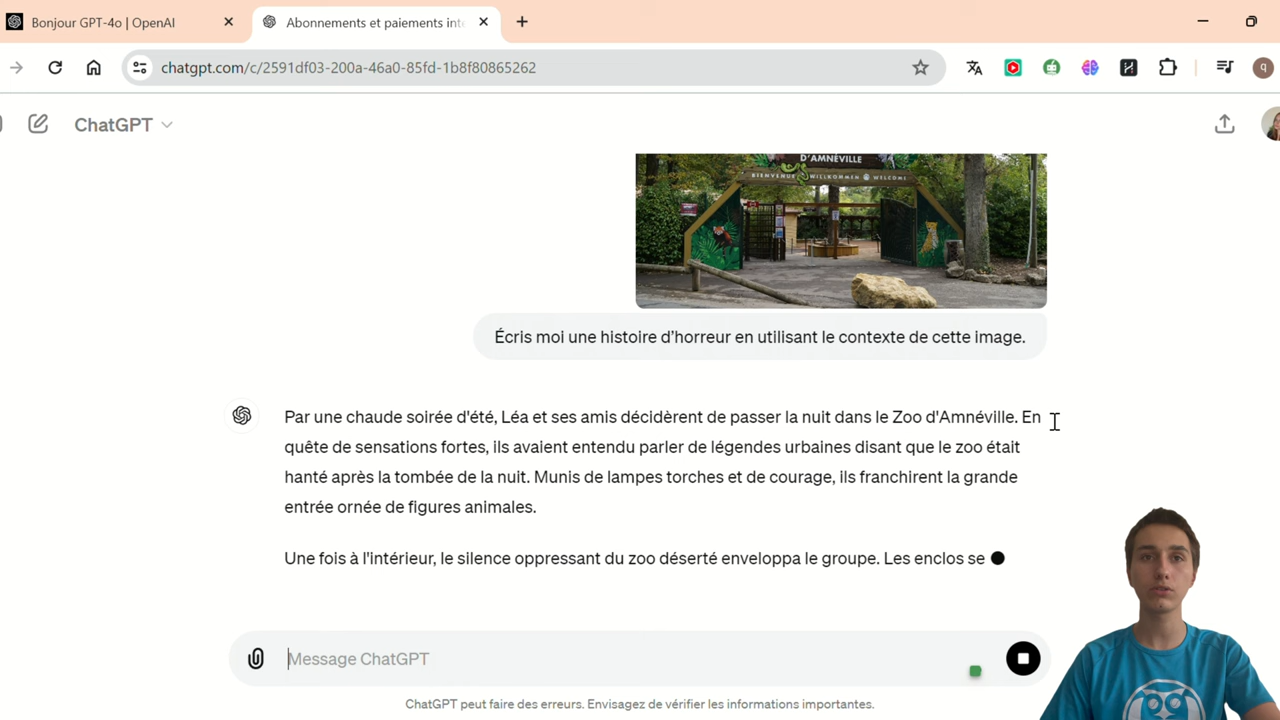 Bonjour GPT-4o | OpenAI
Abonnements et paiements inte
chatgpt.com/c/2591df03-200a-46a0-85fd-1b8f80865262
q
ChatGPT
D'AMNÉVILLE
BIENVENUE WILLKOMMEN WELCOME
Écris moi une histoire d'horreur en utilisant le contexte de cette image.
Par une chaude soirée d'été, Léa et ses amis décidèrent de passer la nuit dans le Zoo d'Amnéville. En
quête de sensations fortes, ils avaient entendu parler de légendes urbaines disant que le zoo était
hanté après la tombée de la nuit. Munis de lampes torches et de courage, ils franchirent la grande
entrée ornée de figures animales.
Une fois à l'intérieur, le silence oppressant du zoo déserté enveloppa le groupe. Les enclos se
Message ChatGPT
ChatGPT peut faire des erreurs. Envisagez de vérifier les informations importantes.